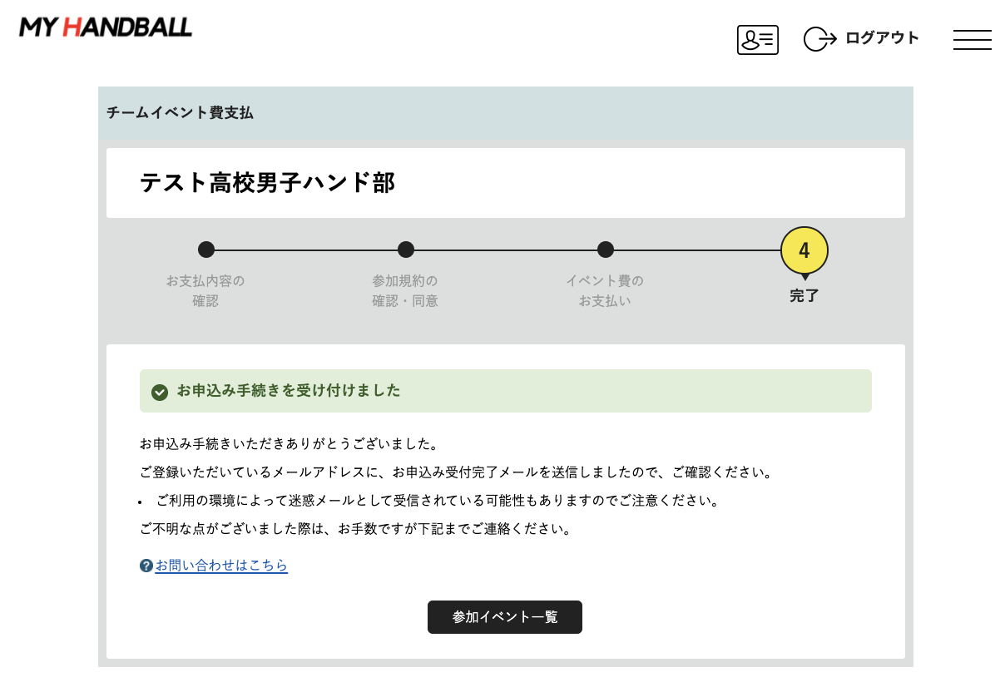 MY HANDBALL
ログアウト
チームイベント費支払
テスト高校男子ハンド部
お支払内容の
確認
参加規約の
確認・同意
イベント費の
お支払い
4
完了
お申込み手続きを受け付けました
お申込み手続きいただきありがとうございました。
ご登録いただいているメールアドレスに、お申込み受付完了メールを送信しましたので、ご確認ください。
• ご利用の環境によって迷惑メールとして受信されている可能性もありますのでご注意ください。
ご不明な点がございました際は、お手数ですが下記までご連絡ください。
?お問い合わせはこちら
参加イベント一覧